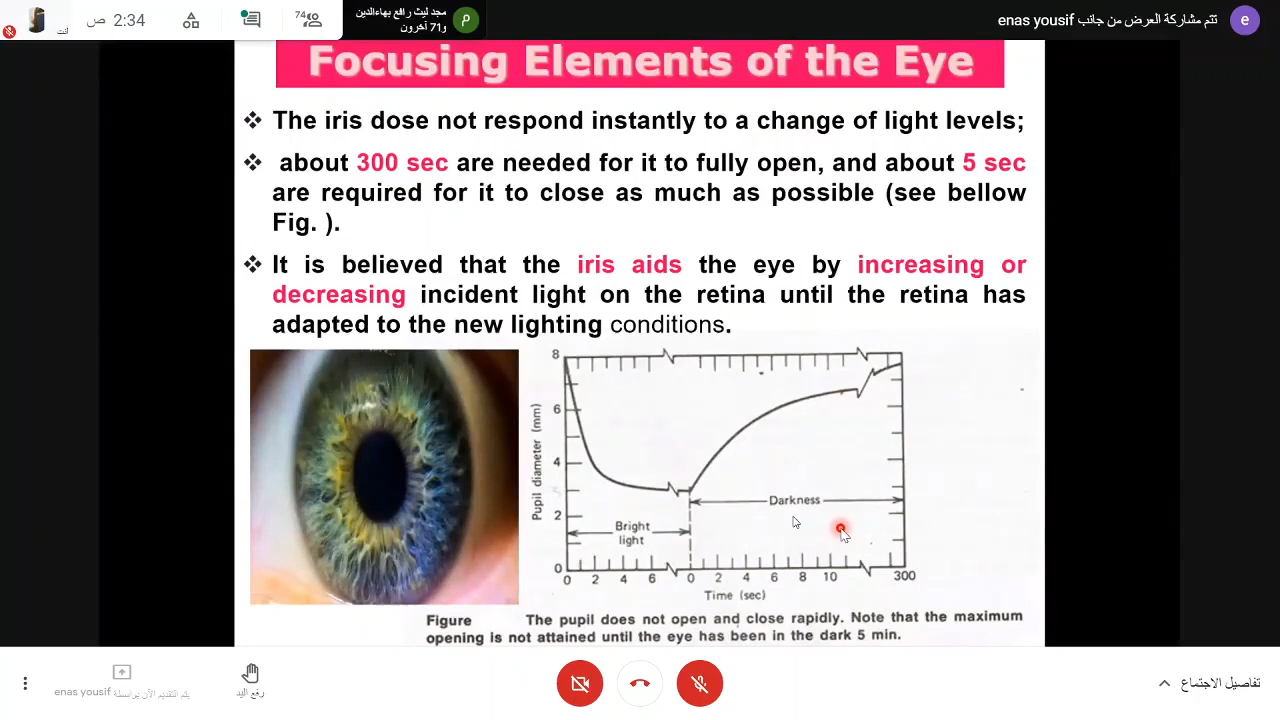 2:34 ص
74
مجد ليث رافع بهاءالدين
و71 آخرون
تتم مشاركة العرض من جانب enas yousif
e
أنت
Focusing Elements of the Eye
❖ The iris dose not respond instantly to a change of light levels;
❖ about 300 sec are needed for it to fully open, and about 5 sec
are required for it to close as much as possible (see bellow
Fig. ).
❖ It is believed that the iris aids the eye by increasing or
decreasing incident light on the retina until the retina has
adapted to the new lighting conditions.
8
6
4
2
0
Pupil diameter (mm)
Bright
light
Darkness
0 2 4 6 0 2 4 6 8 10 300
Time (sec)
Figure The pupil does not open and close rapidly. Note that the maximum
opening is not attained until the eye has been in the dark 5 min.
يتم التقديم الآن بواسطة enas yousif
رفع اليد
تفاصيل الاجتماع